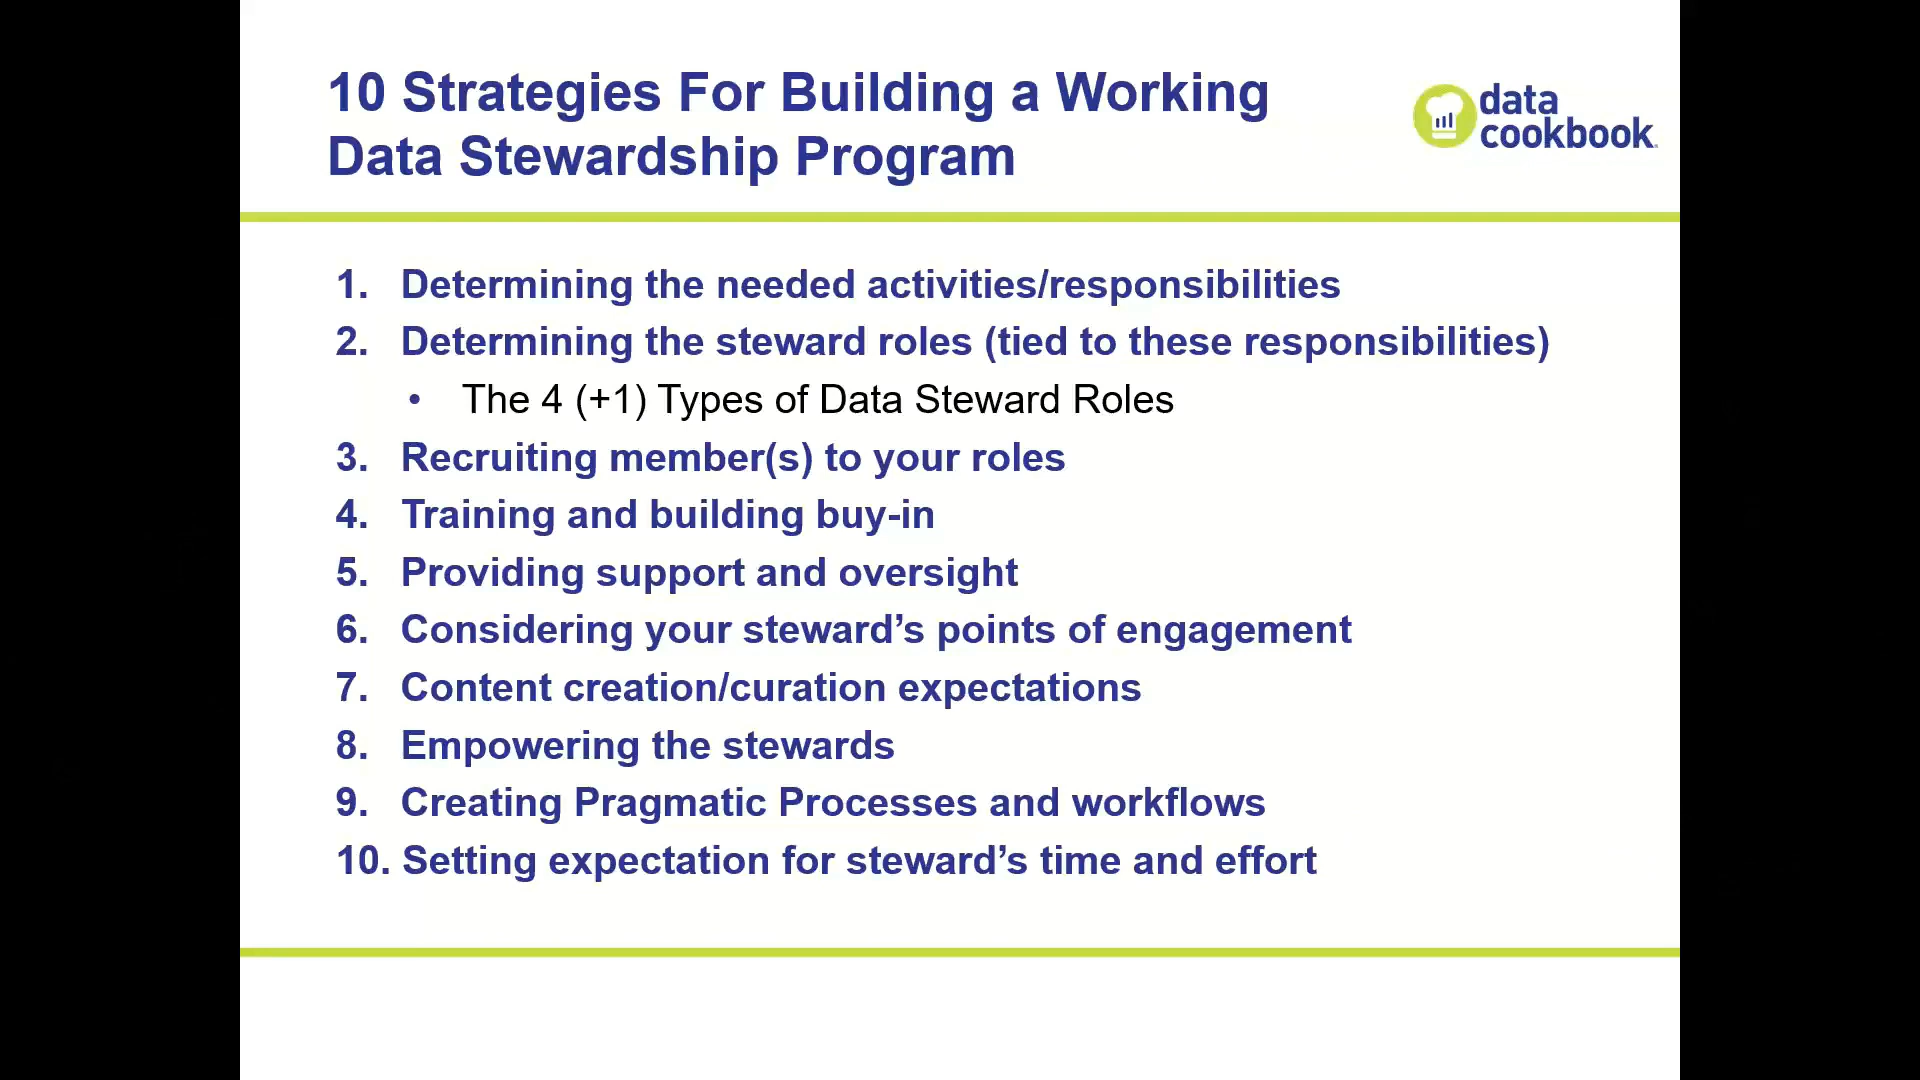 10 Strategies For Building a Working
Data Stewardship Program
data
cookbook.
1. Determining the needed activities/responsibilities
2. Determining the steward roles (tied to these responsibilities)
• The 4 (+1) Types of Data Steward Roles
3. Recruiting member(s) to your roles
4. Training and building buy-in
5. Providing support and oversight
6. Considering your steward’s points of engagement
7. Content creation/curation expectations
8. Empowering the stewards
9. Creating Pragmatic Processes and workflows
10. Setting expectation for steward’s time and effort